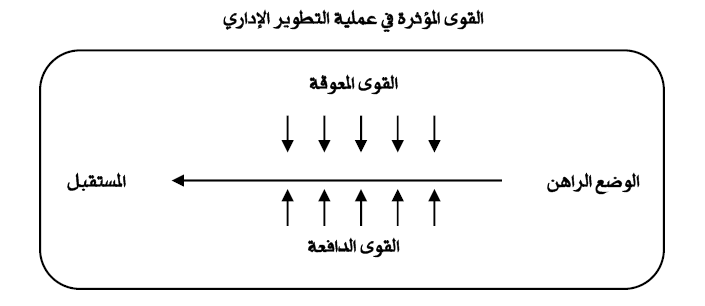 القوى المؤثرة في عملية التطوير الإداري
القوى المعوقة
الوضع الراهن
المستقبل
القوى الدافعة